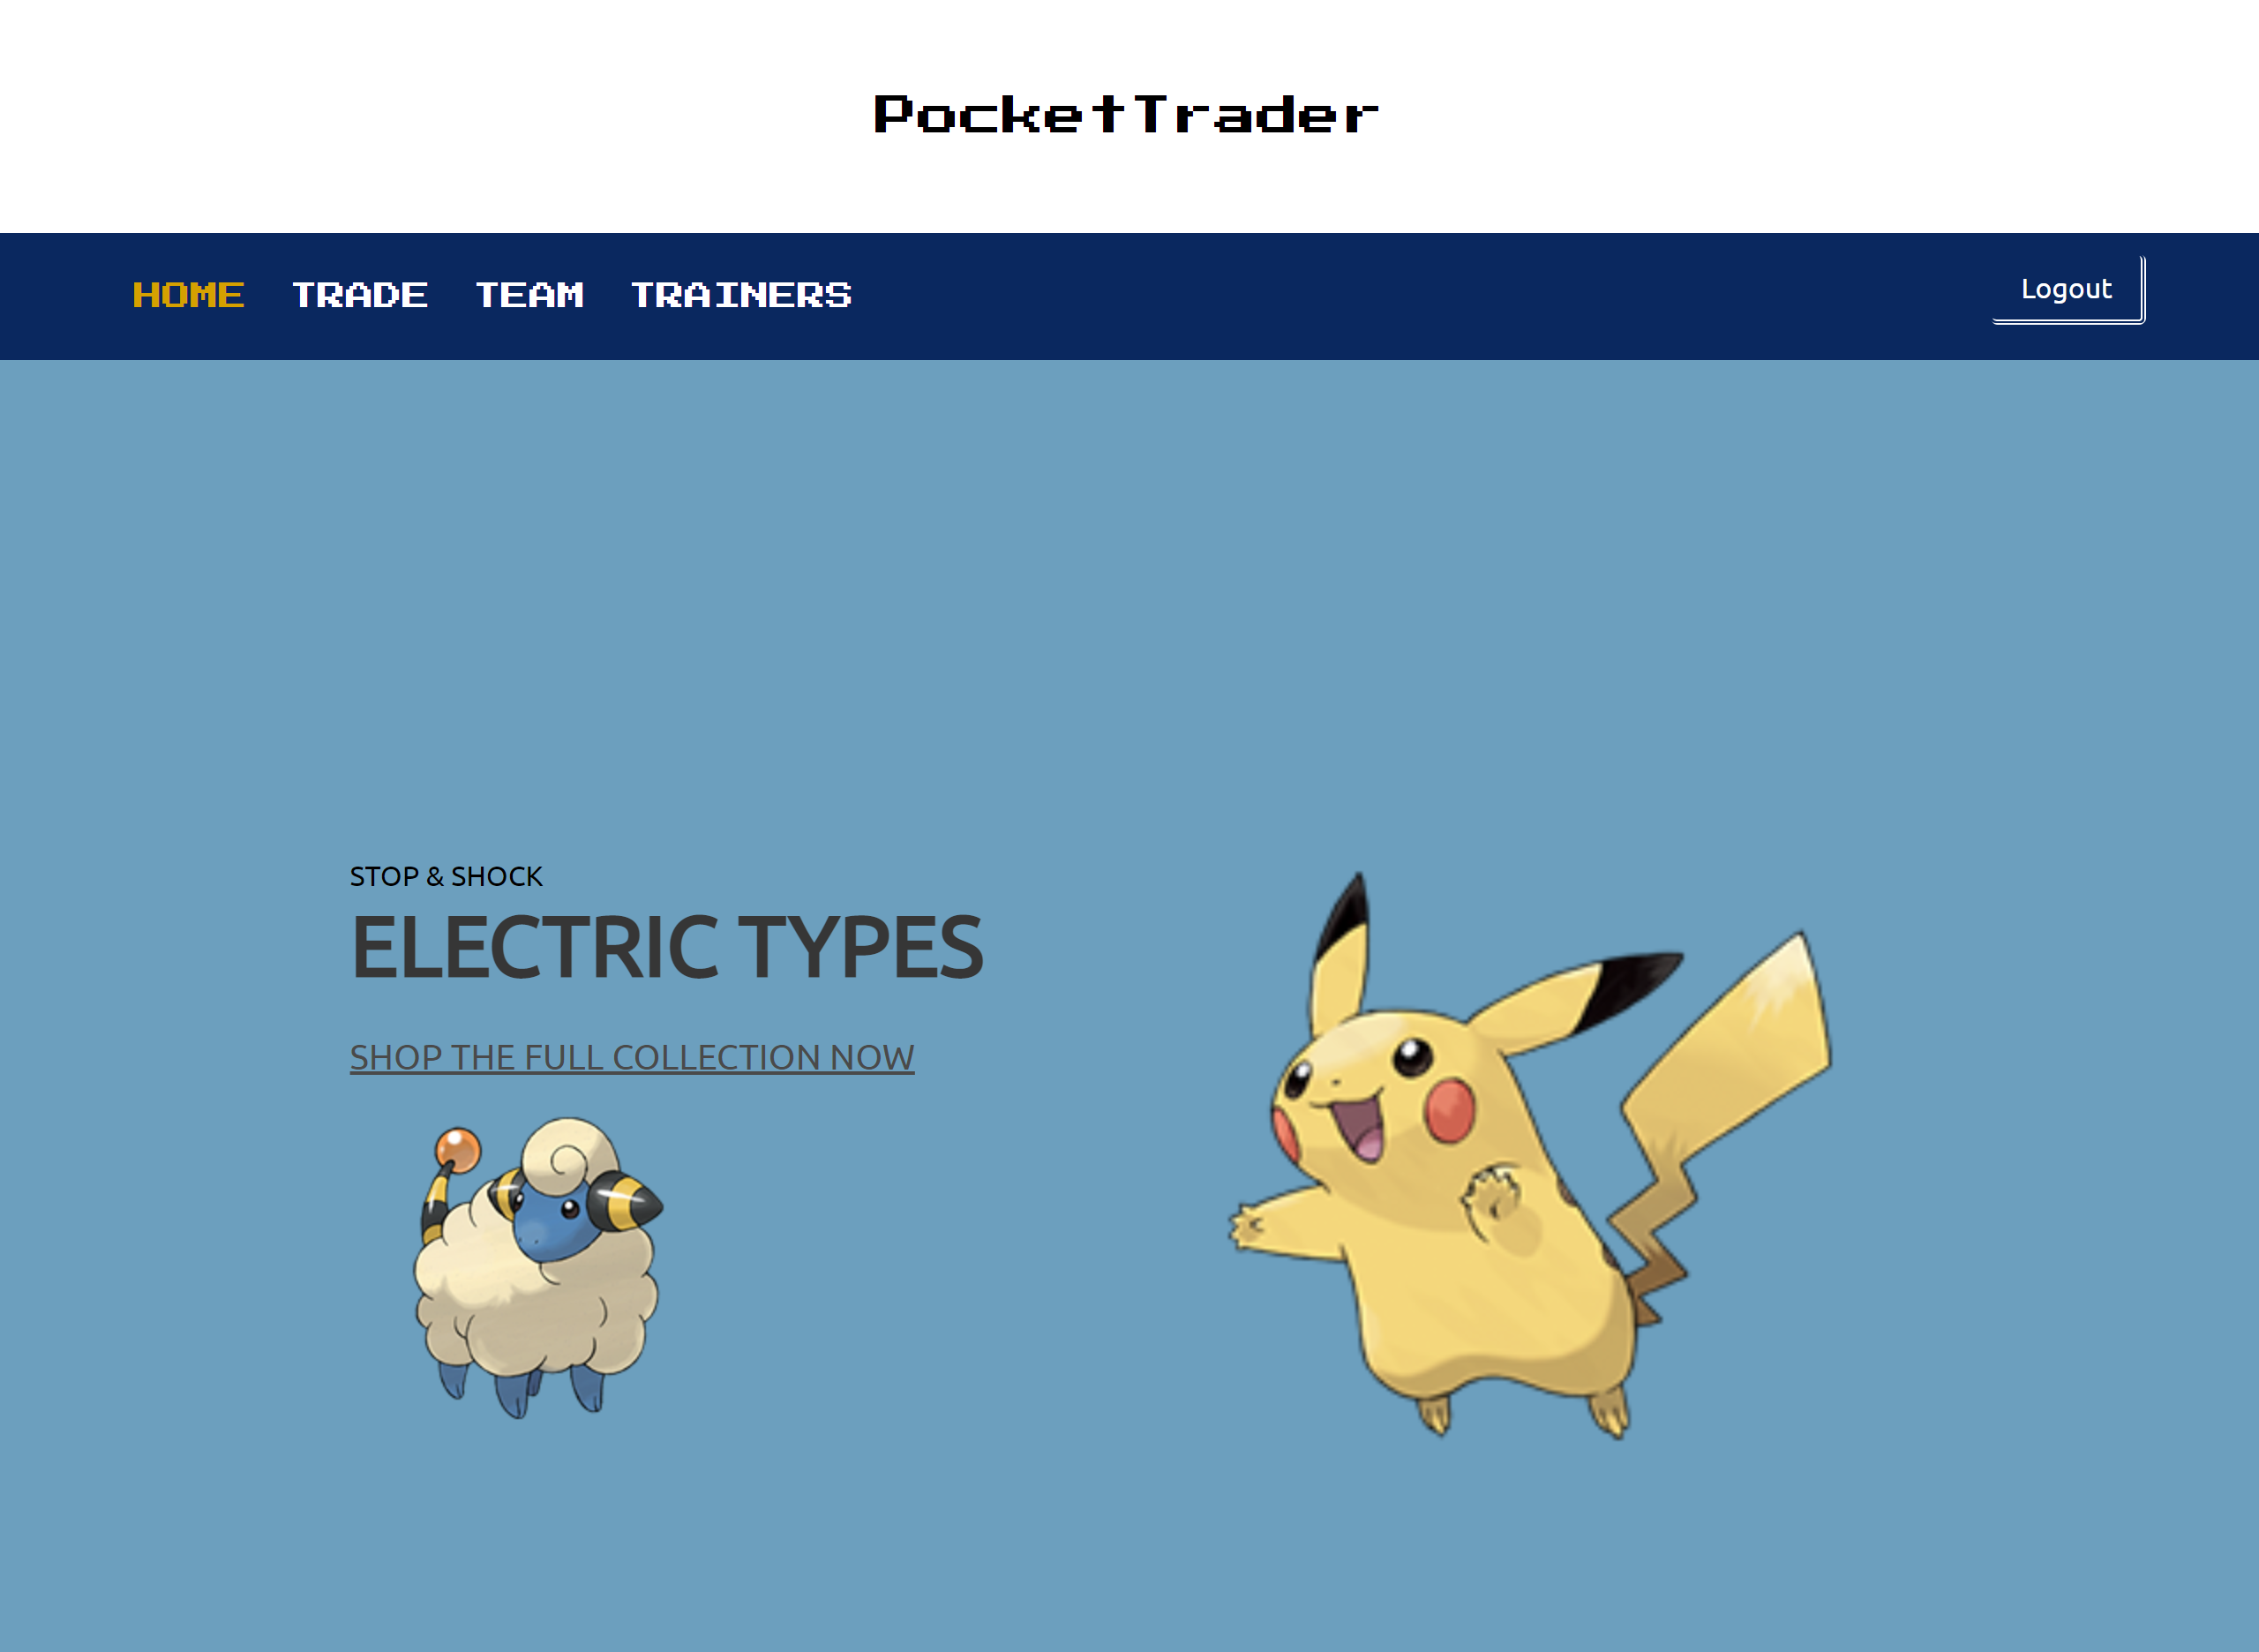 PocketTrader
HOME TRADE TEAM TRAINERS Logout
STOP & SHOCK
ELECTRIC TYPES
SHOP THE FULL COLLECTION NOW